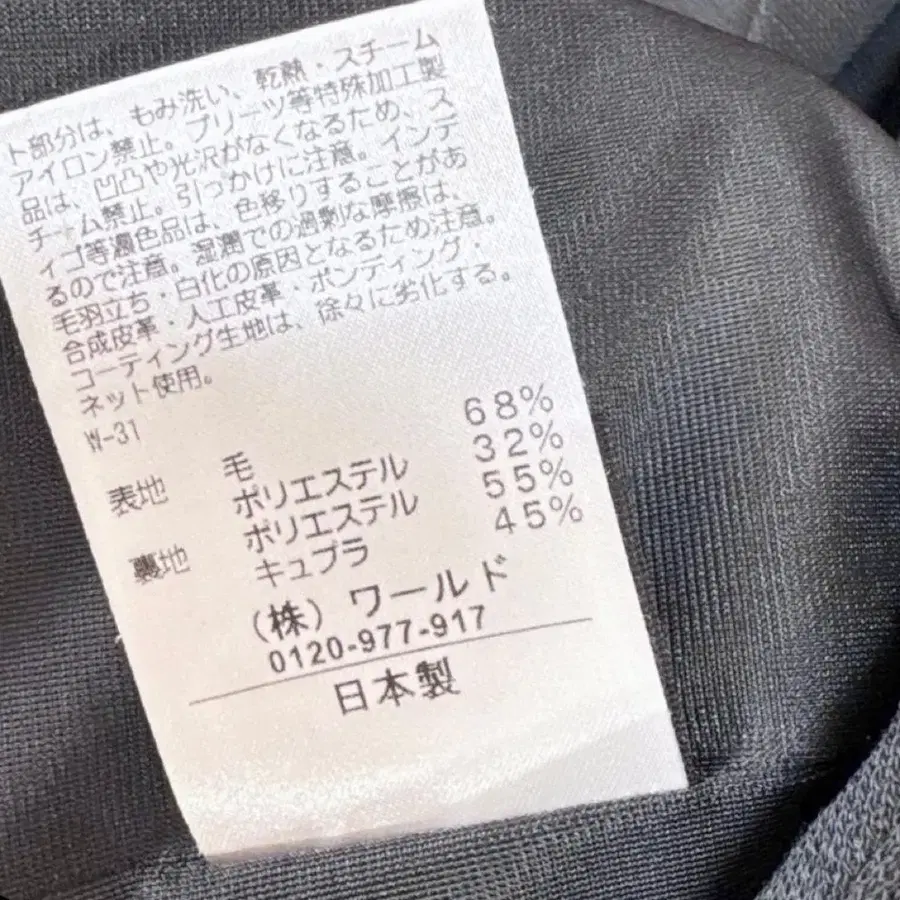 ト部分は、もみ洗い、乾熱・スチーム
アイロン禁止。プリーツ等特殊加工製
品は、凹凸や光沢がなくなるため、ス
チーム禁止。引っかけに注意。インデ
ィゴ等濃色品は、色移りすることがあ
るので注意。湿潤での過剰な摩擦は、
毛羽立ち・白化の原因となるため注意。
合成皮革・人工皮革・ボンディング・
コーティング生地は、徐々に劣化する。
ネット使用。
W-31
表地 毛 68%
ポリエステル 32%
裏地 ポリエステル 55%
キュプラ 45%
(株) ワールド
0120-977-917
日本製